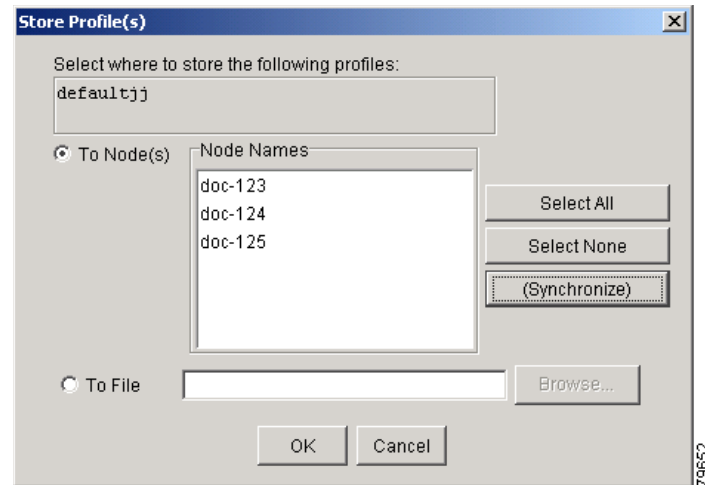 Store Profile(s)
Select where to store the following profiles:
defaultjj
To Node(s)
Node Names
doc-123
doc-124
doc-125
Select All
Select None
(Synchronize)
To File
Browse...
OK
Cancel
79652